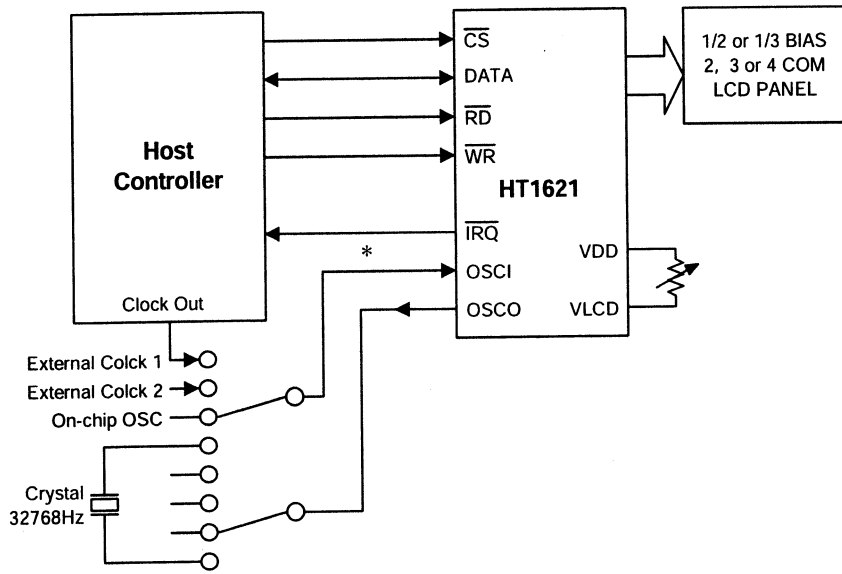 Host
Controller
Clock Out
CS
DATA
RD
WR
HT1621
IRQ
*
OSCI
OSCO
VDD
VLCD
1/2 or 1/3 BIAS
2, 3 or 4 COM
LCD PANEL
External Colck 1
External Colck 2
On-chip OSC
Crystal
32768Hz